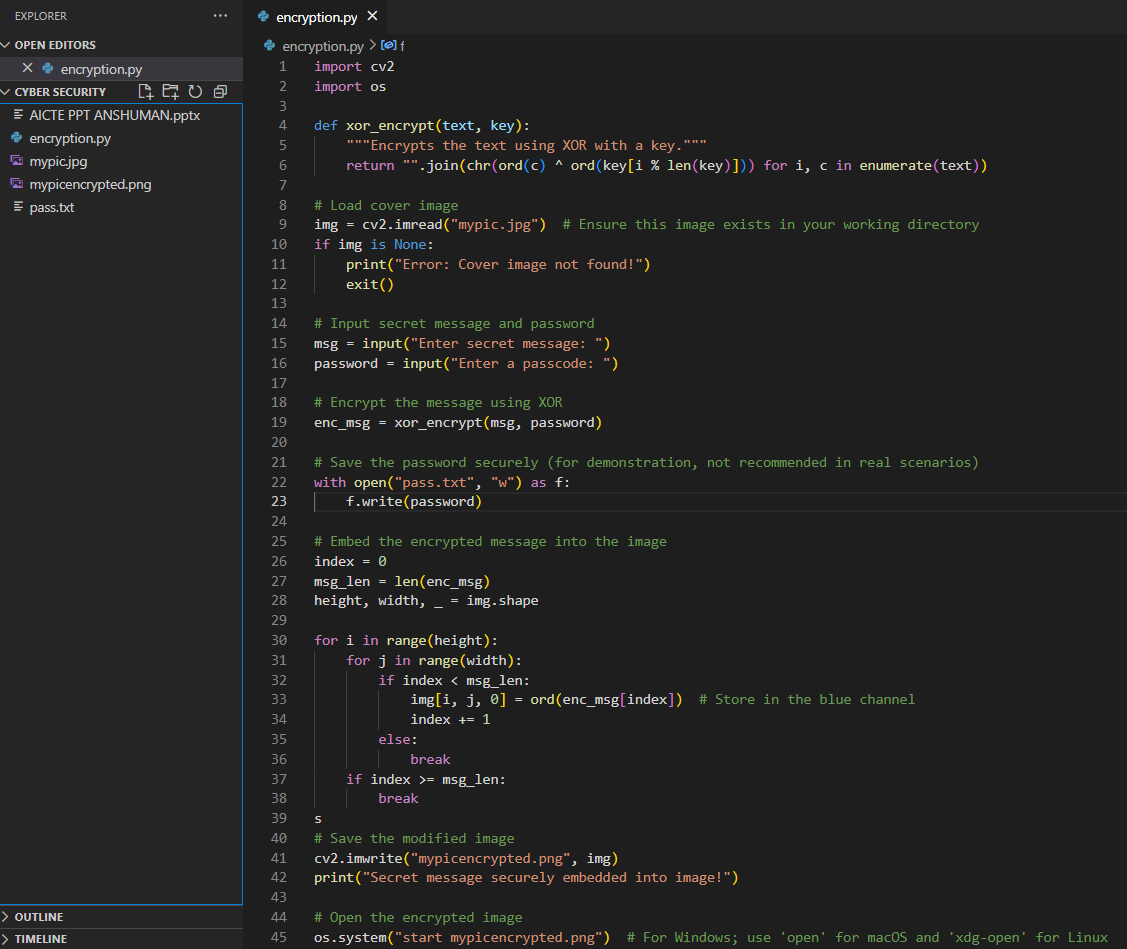 EXPLORER ...
OPEN EDITORS
encryption.py
CYBER SECURITY
AICTE PPT ANSHUMAN.pptx
encryption.py
mypic.jpg
mypicencrypted.png
pass.txt
OUTLINE
TIMELINE
encryption.py
encryption.py > f
1 import cv2
2 import os
3
4 def xor_encrypt(text, key):
5     """Encrypts the text using XOR with a key."""
6     return "".join(chr(ord(c) ^ ord(key[i % len(key)])) for i, c in enumerate(text))
7
8 # Load cover image
9 img = cv2.imread("mypic.jpg")  # Ensure this image exists in your working directory
10 if img is None:
11     print("Error: Cover image not found!")
12     exit()
13
14 # Input secret message and password
15 msg = input("Enter secret message: ")
16 password = input("Enter a passcode: ")
17
18 # Encrypt the message using XOR
19 enc_msg = xor_encrypt(msg, password)
20
21 # Save the password securely (for demonstration, not recommended in real scenarios)
22 with open("pass.txt", "w") as f:
23     f.write(password)
24
25 # Embed the encrypted message into the image
26 index = 0
27 msg_len = len(enc_msg)
28 height, width, _ = img.shape
29
30 for i in range(height):
31     for j in range(width):
32         if index < msg_len:
33             img[i, j, 0] = ord(enc_msg[index])  # Store in the blue channel
34             index += 1
35         else:
36             break
37     if index >= msg_len:
38         break
39 s
40 # Save the modified image
41 cv2.imwrite("mypicencrypted.png", img)
42 print("Secret message securely embedded into image!")
43
44 # Open the encrypted image
45 os.system("start mypicencrypted.png")  # For Windows; use 'open' for macOS and 'xdg-open' for Linux